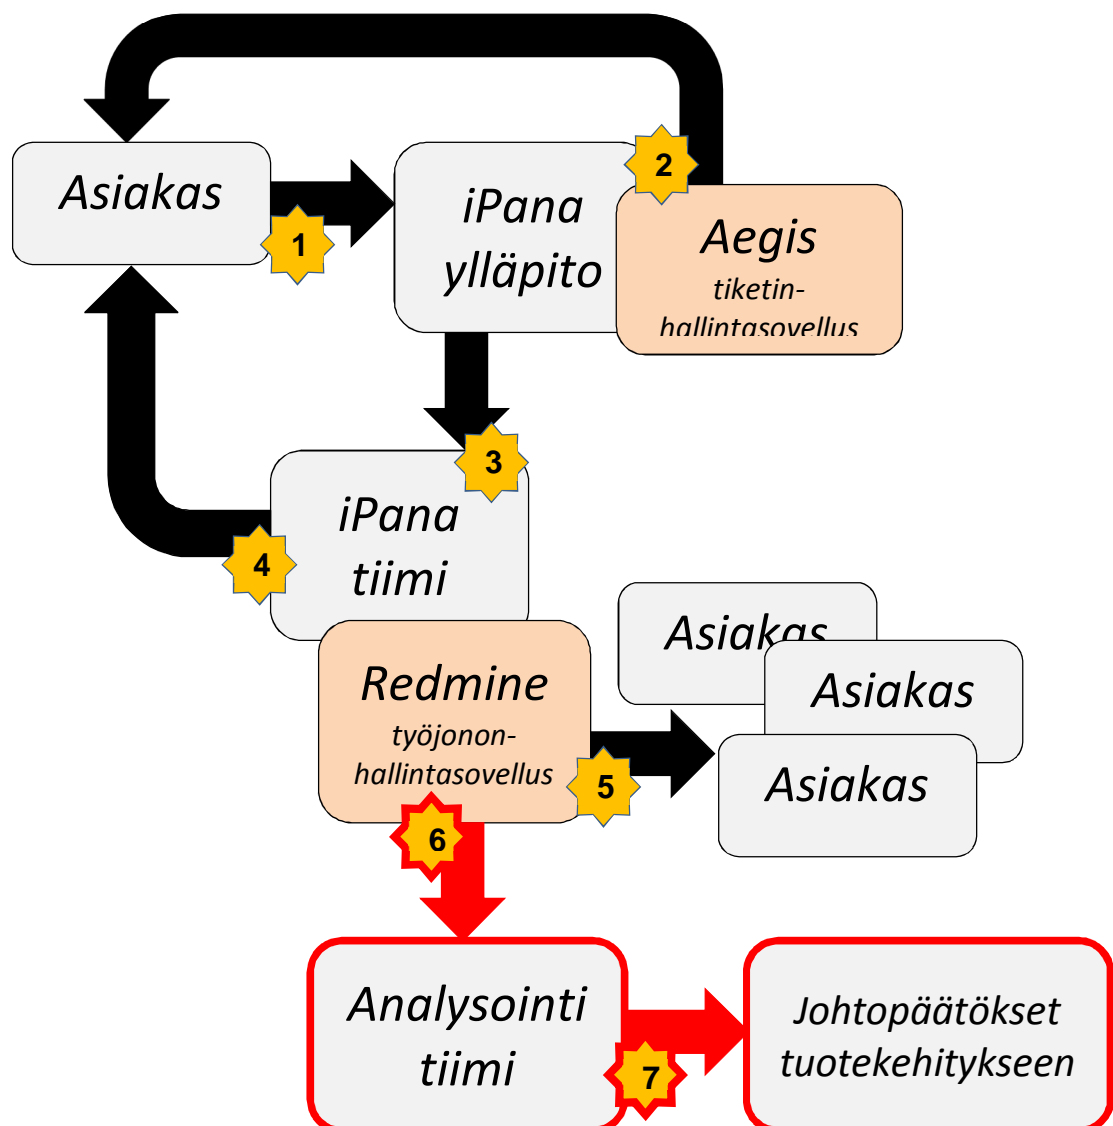 Asiakas
1
iPana
ylläpito
2
Aegis
tiketin-
hallintasovellus
3
iPana
tiimi
4
Redmine
työjonon-
hallintasovellus
5
Asiakas
Asiakas
Asiakas
6
Analysointi
tiimi
7
Johtopäätökset
tuotekehitykseen